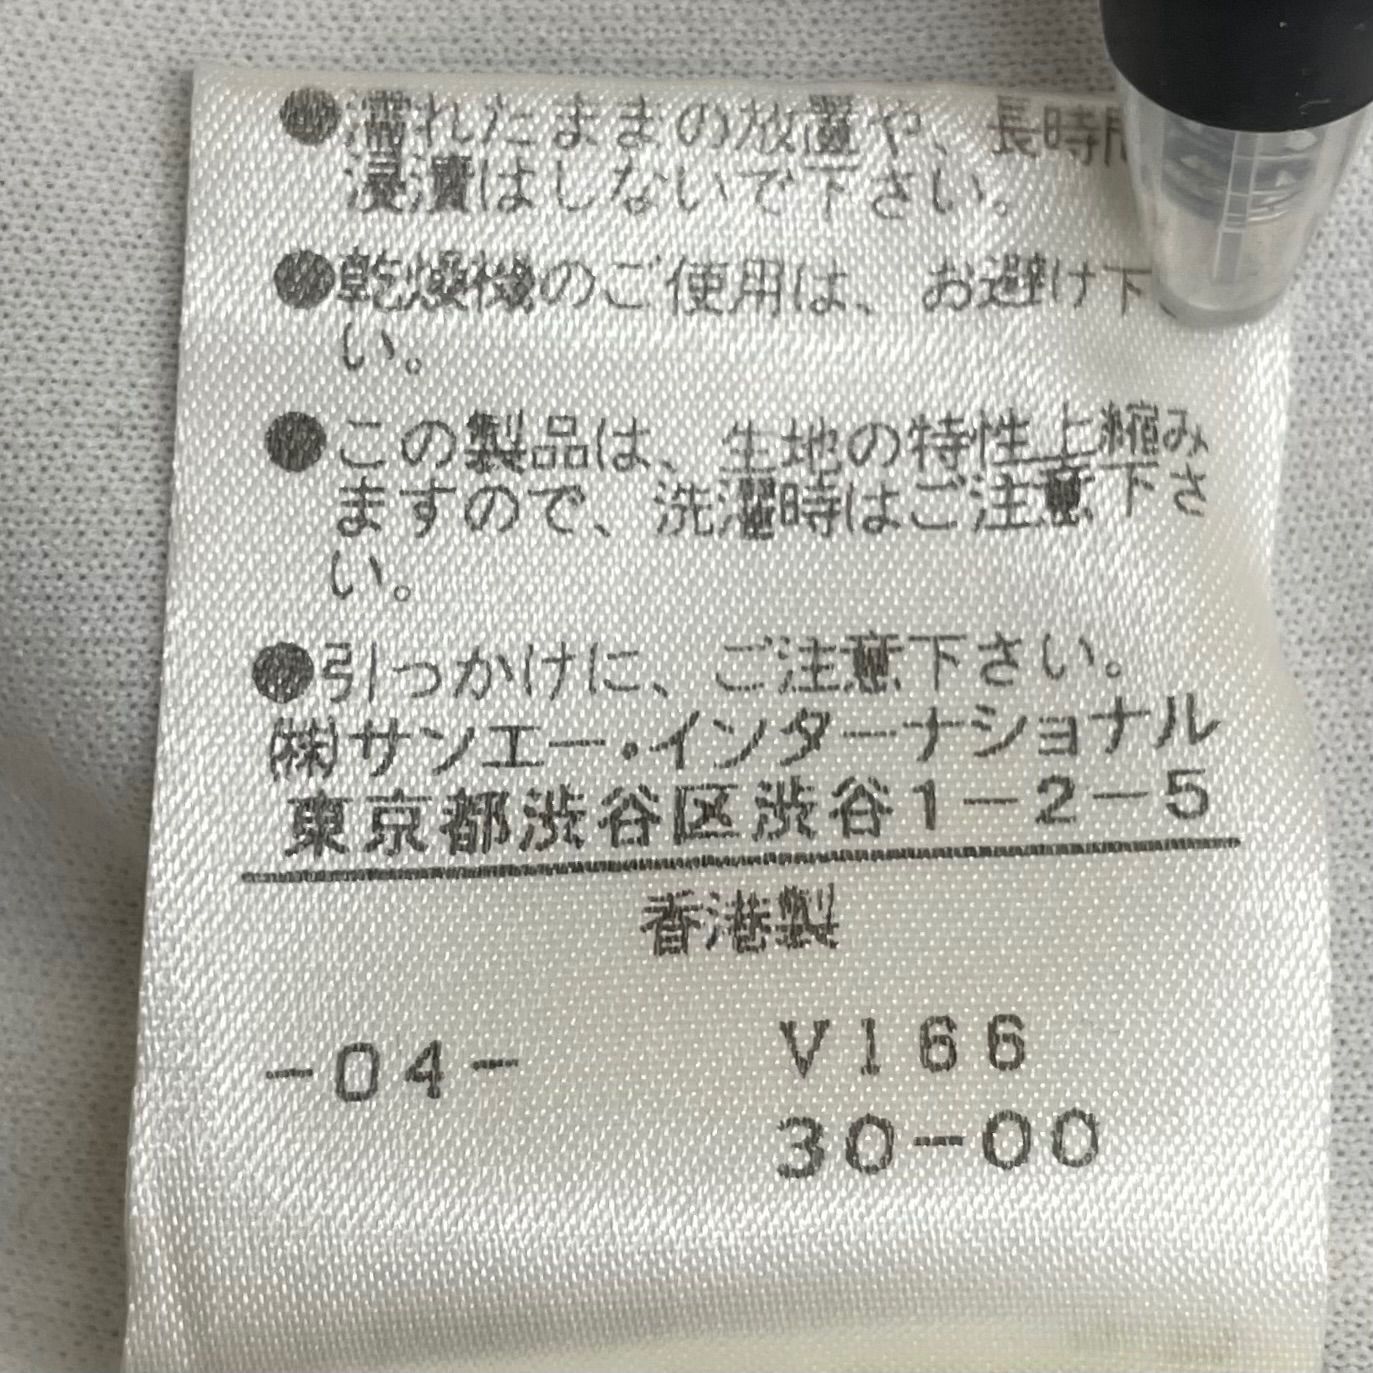 ●濡れたままの放置や、長時間
浸漬はしないで下さい。
●乾燥機のご使用は、お避け下
い。
●この製品は、生地の特性上縮み
ますので、洗濯時はご注意下さ
い。
●引っかけに、ご注意下さい。
㈱サンエー・インターナショナル
東京都渋谷区渋谷1-2-5
香港製
-04-
V166
30-00